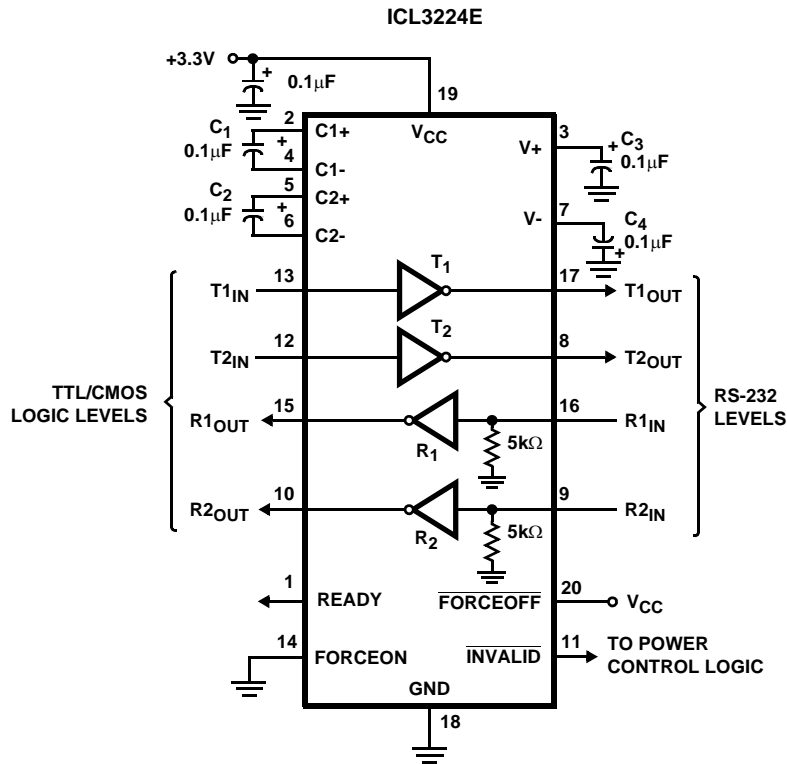 ICL3224E
+3.3V
+
0.1μF
19
2
C1+
VCC
3
C1
0.1μF
+
V+
+
C3
0.1μF
4
C1-
5
C2+
C2
0.1μF
+
6
C2-
V-
7
C4
0.1μF
+
T1IN
13
T1
17
T1OUT
T2IN
12
T2
8
T2OUT
TTL/CMOS
LOGIC LEVELS
RS-232
LEVELS
R1OUT
15
R1
5kΩ
16
R1IN
R2OUT
10
R2
5kΩ
9
R2IN
1
READY
FORCEOFF
20
VCC
14
FORCEON
INVALID
11
TO POWER
CONTROL LOGIC
GND
18